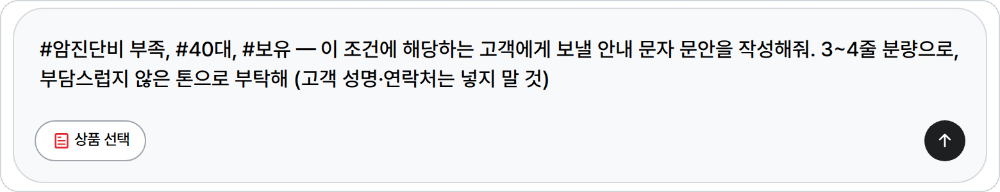 #암진단비 부족, #40대, #보유 — 이 조건에 해당하는 고객에게 보낼 안내 문자 문안을 작성해줘. 3~4줄 분량으로,
부담스럽지 않은 톤으로 부탁해 (고객 성명·연락처는 넣지 말 것)
상품 선택